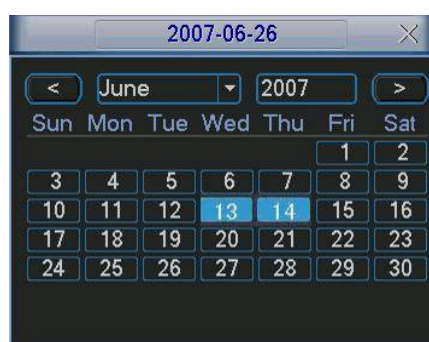 2007-06-26
< June 2007 >
Sun Mon Tue Wed Thu Fri Sat
1 2
3 4 5 6 7 8 9
10 11 12 13 14 15 16
17 18 19 20 21 22 23
24 25 26 27 28 29 30